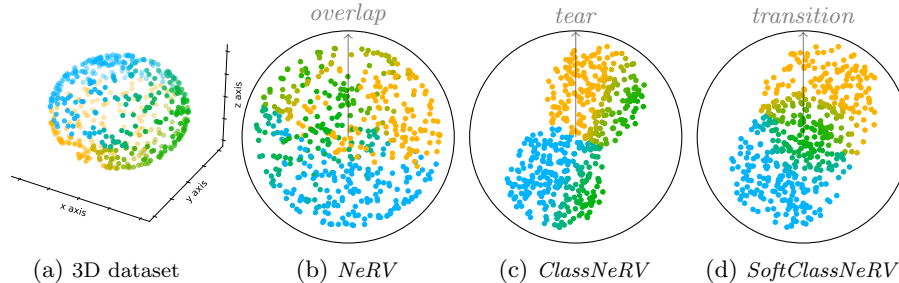 overlap
tear
transition
z axis
y axis
x axis
(a) 3D dataset
(b) NeRV
(c) ClassNeRV
(d) SoftClassNeRV